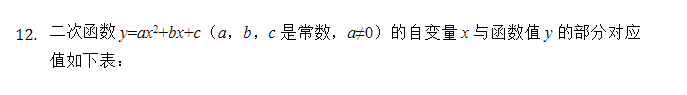 12. 二次函数 y=ax²+bx+c（a，b，c 是常数，a≠0）的自变量 x 与函数值 y 的部分对应
值如下表：